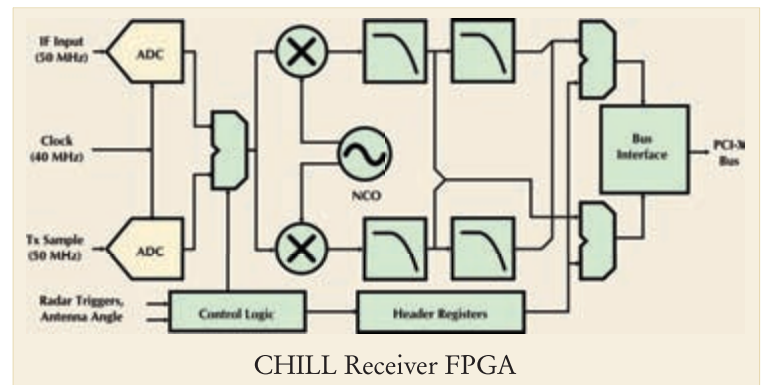 IF Input
(50 MHz)
ADC
Clock
(40 MHz)
NCO
Bus
Interface
PCI-X
Bus
Tx Sample
(50 MHz)
ADC
Radar Triggers,
Antenna Angle
Control Logic
Header Registers
CHILL Receiver FPGA